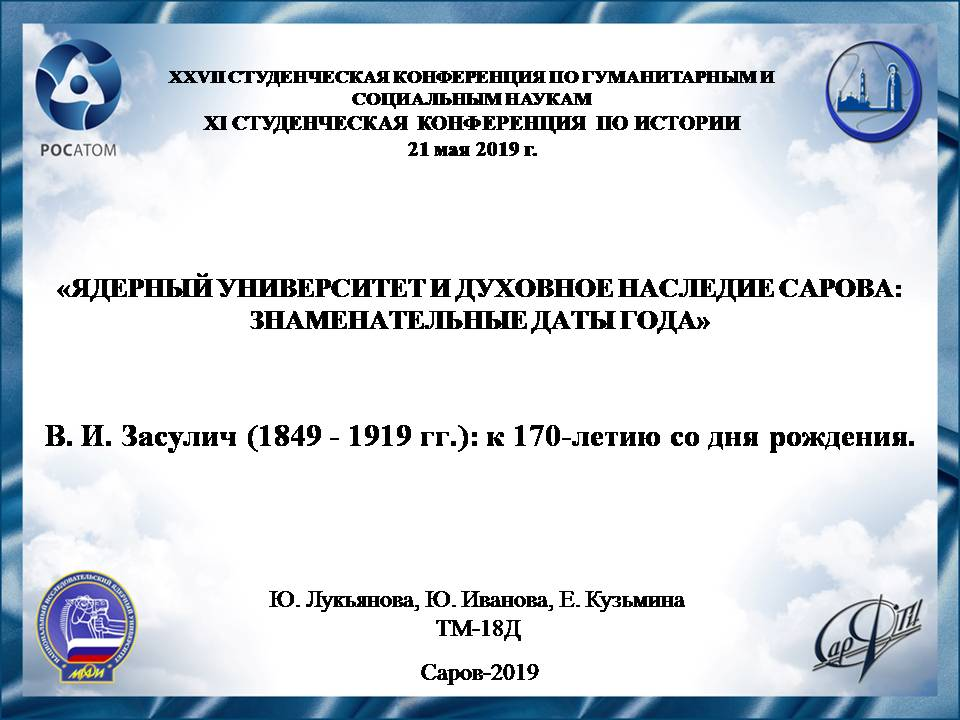 XXVII СТУДЕНЧЕСКАЯ КОНФЕРЕНЦИЯ ПО ГУМАНИТАРНЫМ И
СОЦИАЛЬНЫМ НАУКАМ
XI СТУДЕНЧЕСКАЯ КОНФЕРЕНЦИЯ ПО ИСТОРИИ
21 мая 2019 г.
РОСАТОМ
«ЯДЕРНЫЙ УНИВЕРСИТЕТ И ДУХОВНОЕ НАСЛЕДИЕ САРОВА:
ЗНАМЕНАТЕЛЬНЫЕ ДАТЫ ГОДА»
В. И. Засулич (1849 - 1919 гг.): к 170-летию со дня рождения.
Ю. Лукьянова, Ю. Иванова, Е. Кузьмина
ТМ-18Д
Саров-2019
НАЦИОНАЛЬНЫЙ ИССЛЕДОВАТЕЛЬСКИЙ ЯДЕРНЫЙ УНИВЕРСИТЕТ
МИФИ
СарФТИ